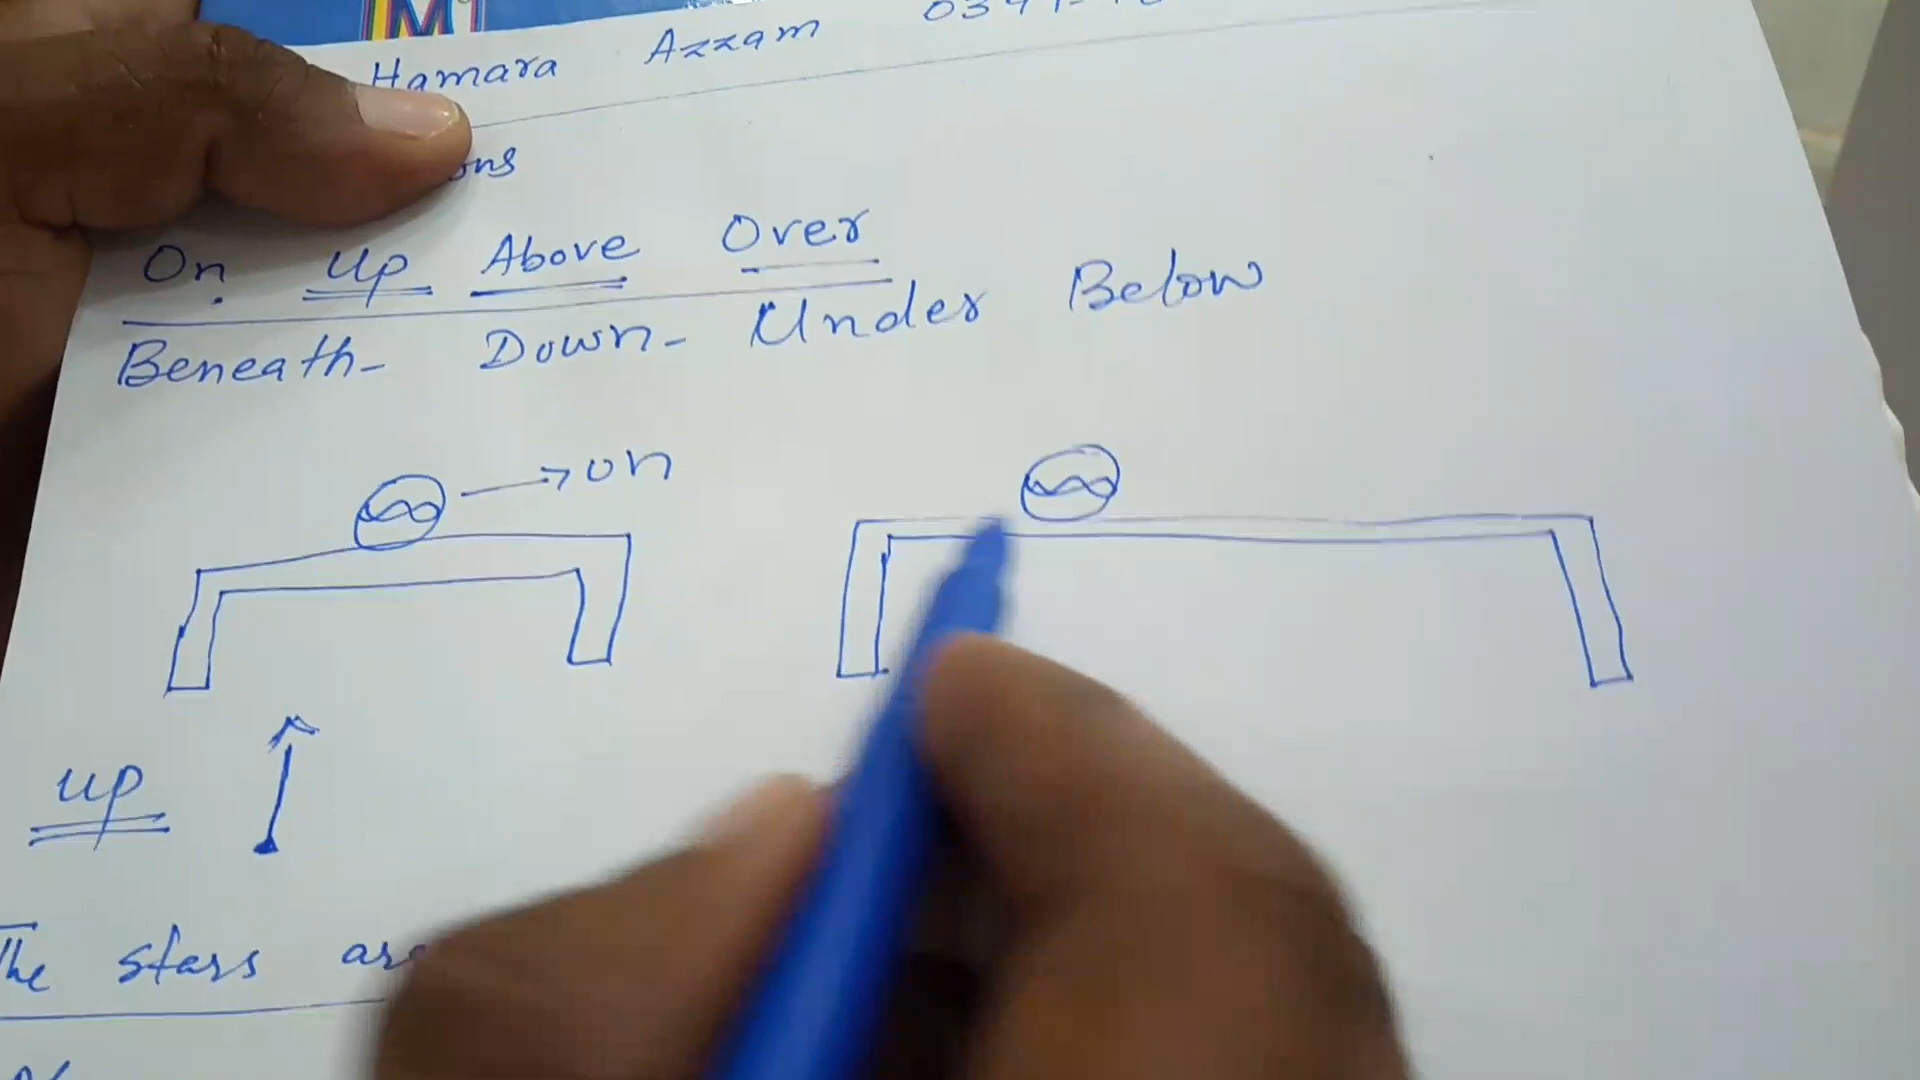 M
Hamara Azzam
On Up Above Over
Beneath- Down- Under Below
→on
up
The stars